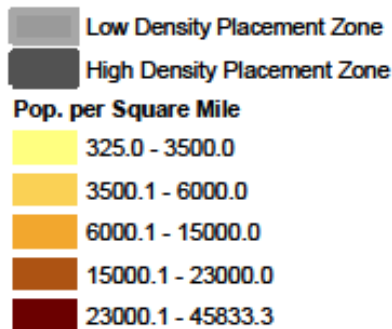 Low Density Placement Zone
High Density Placement Zone
Pop. per Square Mile
325.0 - 3500.0
3500.1 - 6000.0
6000.1 - 15000.0
15000.1 - 23000.0
23000.1 - 45833.3